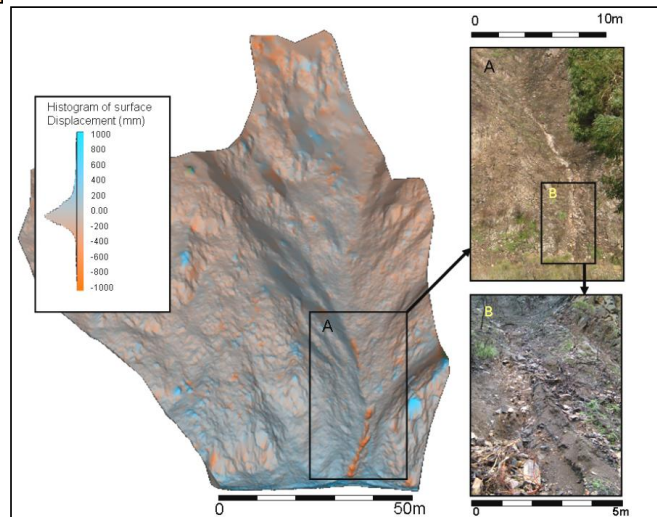 Histogram of surface
Displacement (mm)
1000
800
600
400
200
0.00
-200
-400
-600
-800
-1000
A
0 50m
0 10m
A
B
B
0 5m